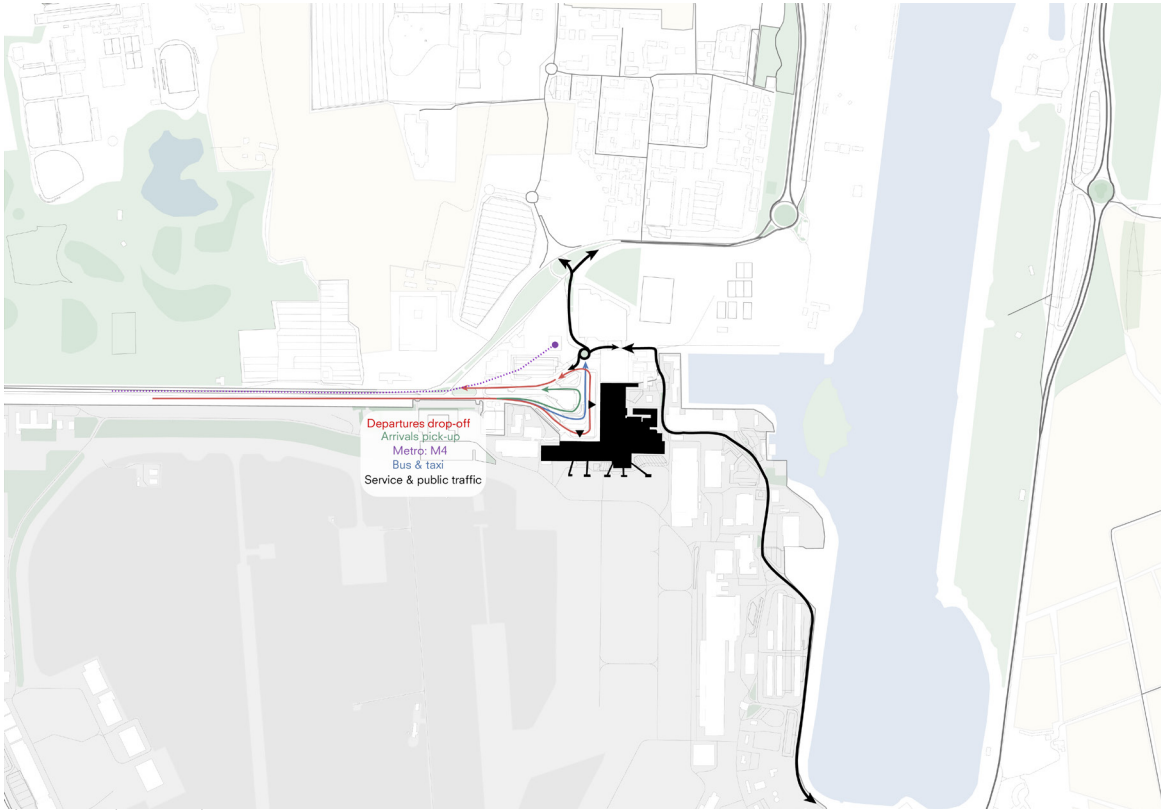 Departures drop-off
Arrivals pick-up
Metro: M4
Bus & taxi
Service & public traffic